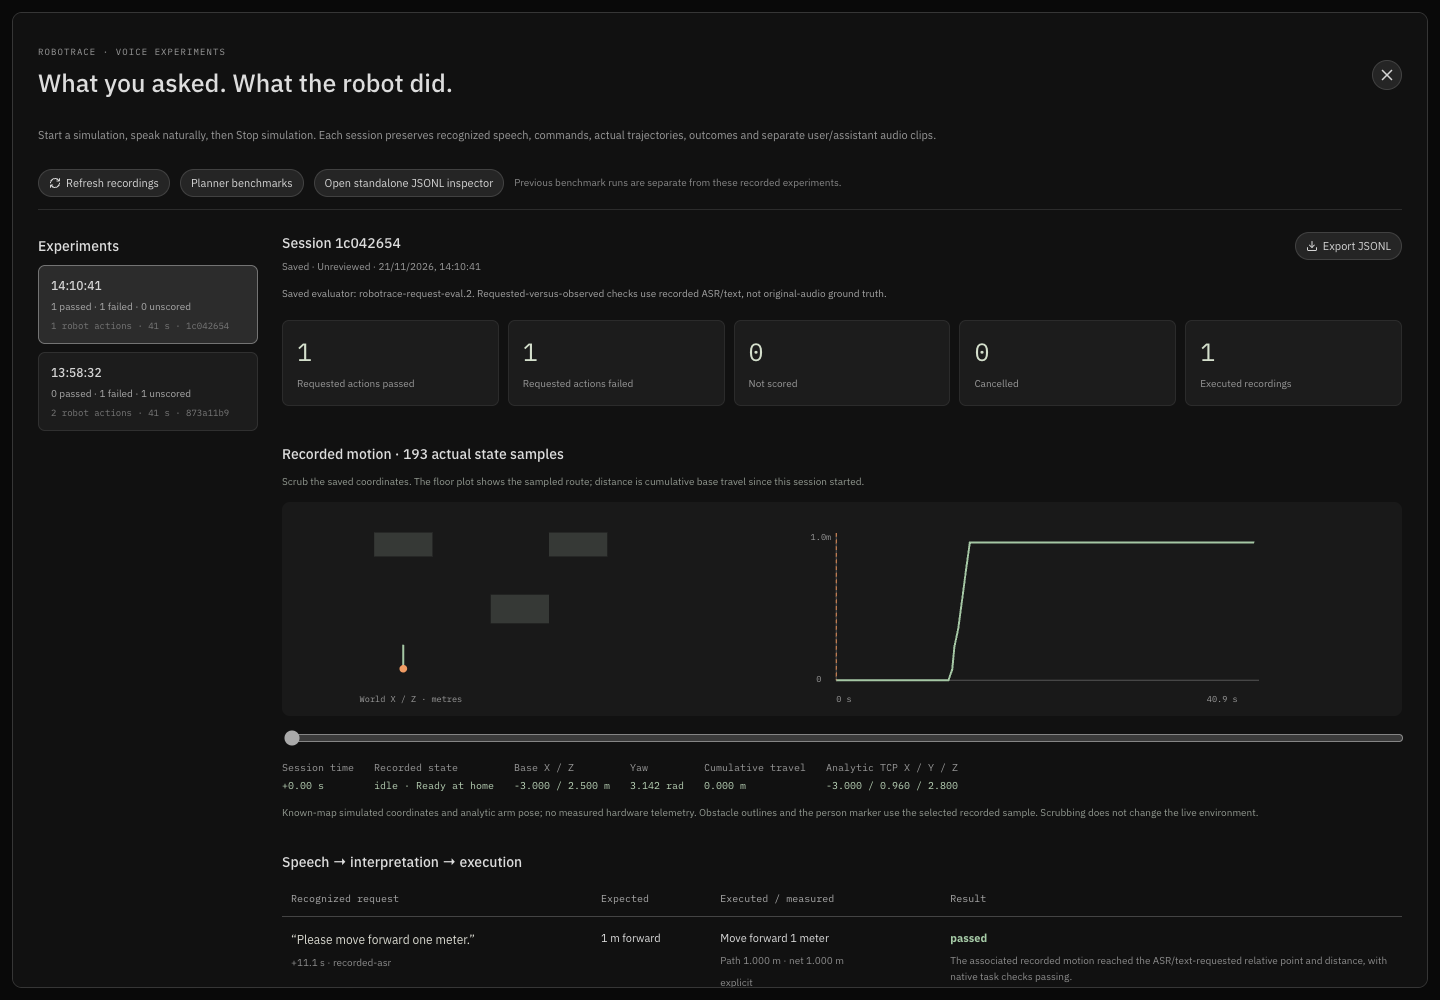 ROBOTRACE · VOICE EXPERIMENTS
What you asked. What the robot did.
Start a simulation, speak naturally, then Stop simulation. Each session preserves recognized speech, commands, actual trajectories, outcomes and separate user/assistant audio clips.
Refresh recordings
Planner benchmarks
Open standalone JSONL inspector
Previous benchmark runs are separate from these recorded experiments.
Experiments
14:10:41
1 passed · 1 failed · 0 unscored
1 robot actions · 41 s · 1c042654
13:58:32
0 passed · 1 failed · 1 unscored
2 robot actions · 41 s · 873a11b9
Session 1c042654
Saved · Unreviewed · 21/11/2026, 14:10:41
Export JSONL
Saved evaluator: robotrace-request-eval.2. Requested-versus-observed checks use recorded ASR/text, not original-audio ground truth.
1
Requested actions passed
1
Requested actions failed
0
Not scored
0
Cancelled
1
Executed recordings
Recorded motion · 193 actual state samples
Scrub the saved coordinates. The floor plot shows the sampled route; distance is cumulative base travel since this session started.
World X / Z · metres
1.0m
0
0 s
40.9 s
Session time
+0.00 s
Recorded state
idle · Ready at home
Base X / Z
-3.000 / 2.500 m
Yaw
3.142 rad
Cumulative travel
0.000 m
Analytic TCP X / Y / Z
-3.000 / 0.960 / 2.800
Known-map simulated coordinates and analytic arm pose; no measured hardware telemetry. Obstacle outlines and the person marker use the selected recorded sample. Scrubbing does not change the live environment.
Speech → interpretation → execution
Recognized request
Expected
Executed / measured
Result
“Please move forward one meter.”
+11.1 s · recorded-asr
1 m forward
Move forward 1 meter
Path 1.000 m · net 1.000 m
explicit
passed
The associated recorded motion reached the ASR/text-requested relative point and distance, with
native task checks passing.